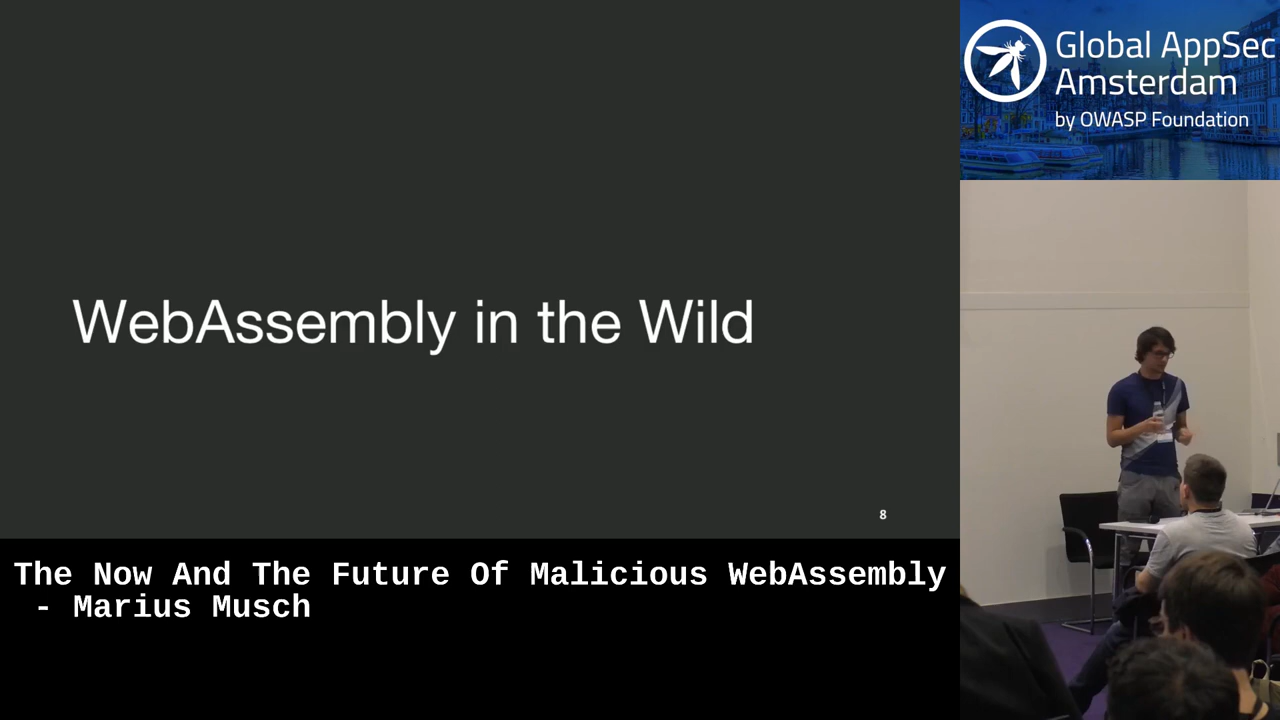 WebAssembly in the Wild
8
Global AppSec
Amsterdam
by OWASP Foundation
The Now And The Future Of Malicious WebAssembly
- Marius Musch